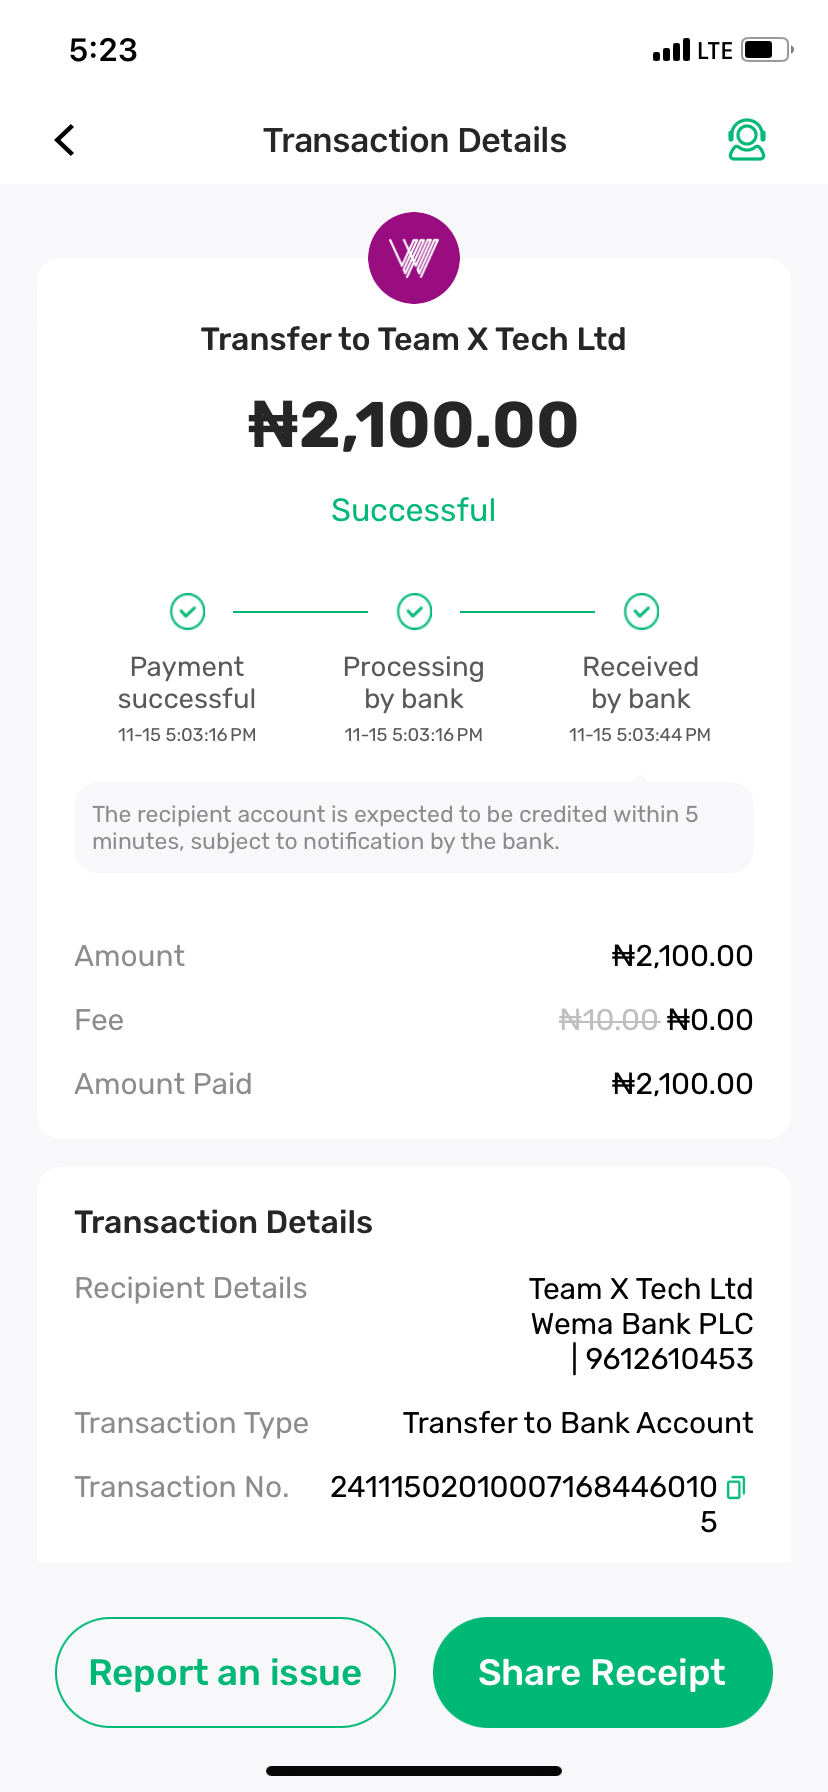 5:23
LTE
Transaction Details
Transfer to Team X Tech Ltd
₦2,100.00
Successful
Payment successful
11-15 5:03:16 PM
Processing by bank
11-15 5:03:16 PM
Received by bank
11-15 5:03:44 PM
The recipient account is expected to be credited within 5
minutes, subject to notification by the bank.
Amount ₦2,100.00
Fee ₦10.00 ₦0.00
Amount Paid ₦2,100.00
Transaction Details
Recipient Details Team X Tech Ltd
Wema Bank PLC
| 9612610453
Transaction Type Transfer to Bank Account
Transaction No. 24111502010007168446010
5
Report an issue
Share Receipt